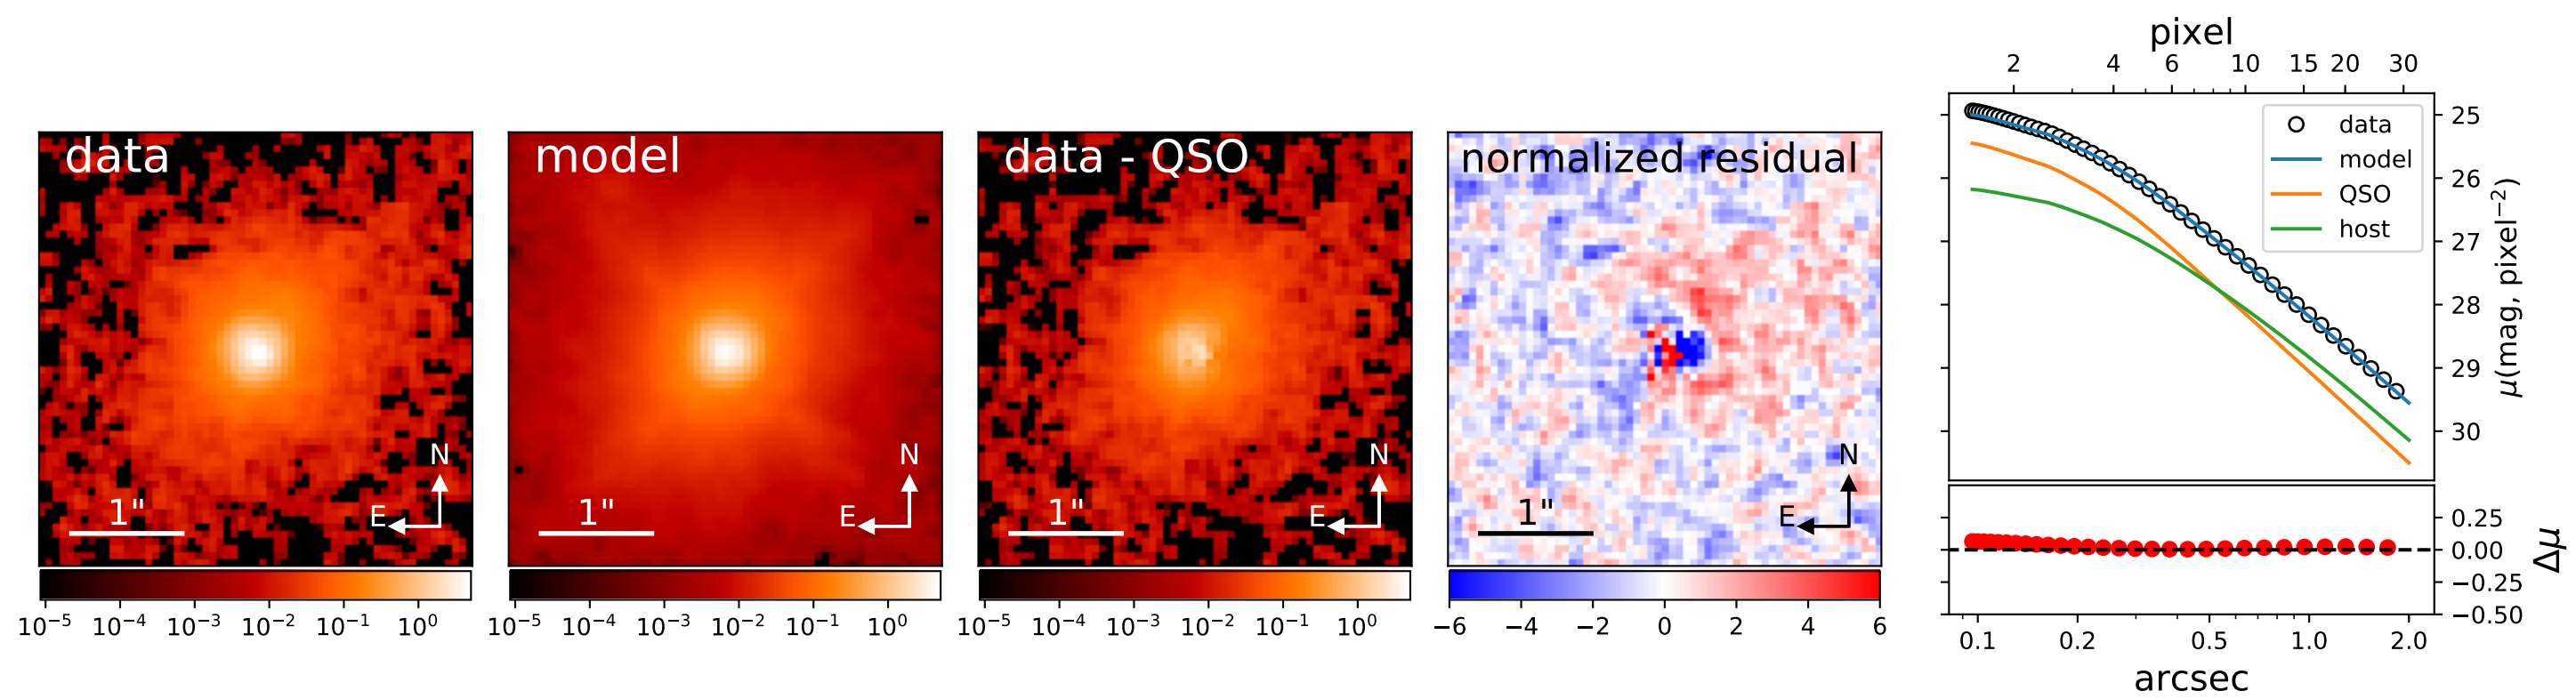 data
1"
N
E
10⁻⁵ 10⁻⁴ 10⁻³ 10⁻² 10⁻¹ 10⁰
model
1"
N
E
10⁻⁵ 10⁻⁴ 10⁻³ 10⁻² 10⁻¹ 10⁰
data - QSO
1"
N
E
10⁻⁵ 10⁻⁴ 10⁻³ 10⁻² 10⁻¹ 10⁰
normalized residual
1"
N
E
−6 −4 −2 0 2 4 6
pixel
2 4 6 10 15 20 30
data
model
QSO
host
25
26
27
28
29
30
μ(mag, pixel⁻²)
0.25
0.00
−0.25
−0.50
Δμ
0.1 0.2 0.5 1.0 2.0
arcsec